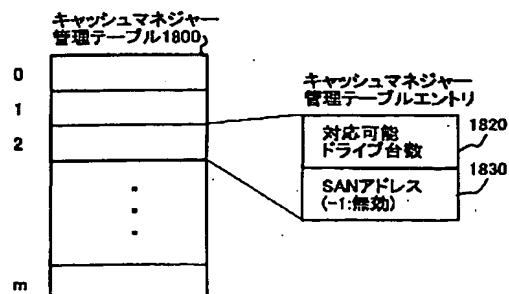 キャッシュマネジャー
管理テーブル1800
0
1
2
m
キャッシュマネジャー
管理テーブルエントリ
対応可能
ドライブ台数
1820
SANアドレス
(-1:無効)
1830